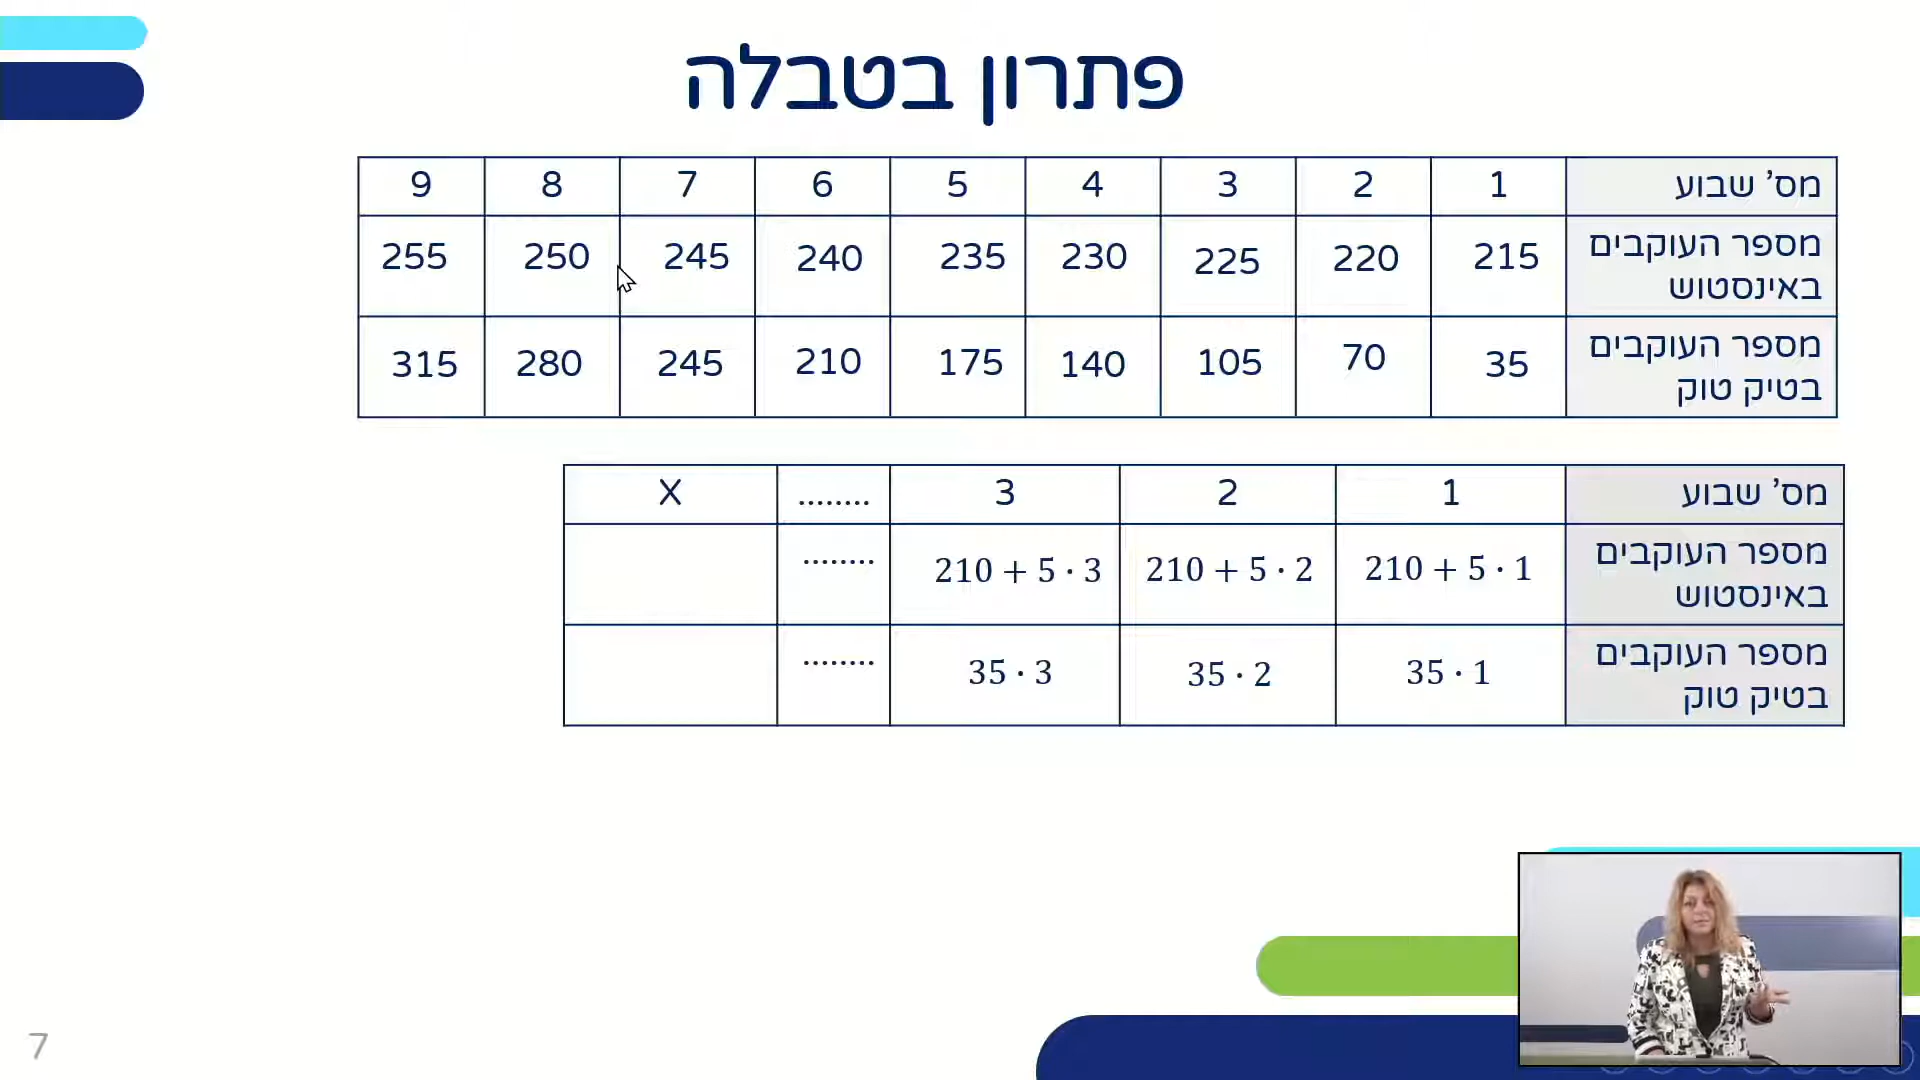 פתרון בטבלה
מס' שבוע 1 2 3 4 5 6 7 8 9
מספר העוקבים
באינסטוש 215 220 225 230 235 240 245 250 255
מספר העוקבים
בטיק טוק 35 70 105 140 175 210 245 280 315
מס' שבוע 1 2 3 ........ X
מספר העוקבים
באינסטוש 210 + 5 · 1 210 + 5 · 2 210 + 5 · 3 ........
מספר העוקבים
בטיק טוק 35 · 1 35 · 2 35 · 3 ........
7